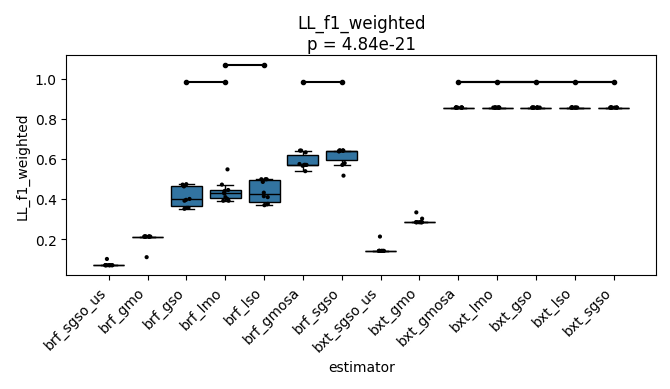 LL_f1_weighted
p = 4.84e-21
LL_f1_weighted
1.0
0.8
0.6
0.4
0.2
brf_sgso_us
brf_gmo
brf_gso
brf_lmo
brf_lso
brf_gmosa
brf_sgso
bxt_sgso_us
bxt_gmo
bxt_gmosa
bxt_lmo
bxt_gso
bxt_lso
bxt_sgso
estimator